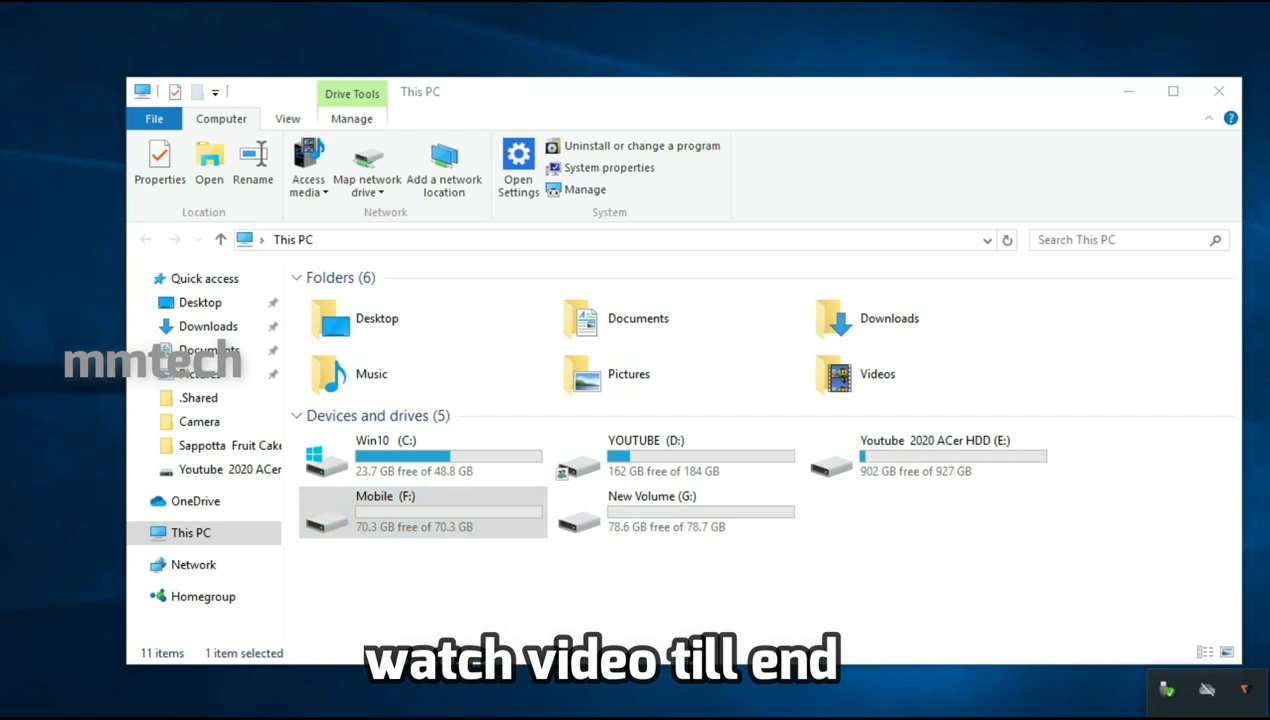 Drive Tools This PC
File Computer View Manage
Properties Open Rename
Location
Access media Map network drive Add a network location
Network
Open Settings
Uninstall or change a program
System properties
Manage
System
This PC
Search This PC
Quick access
Desktop
Downloads
Documents
Pictures
.Shared
Camera
Sappotta Fruit Cake
Youtube 2020 ACer
OneDrive
This PC
Network
Homegroup
mmtech
Folders (6)
Desktop Documents Downloads
Music Pictures Videos
Devices and drives (5)
Win10 (C:)
23.7 GB free of 48.8 GB
YOUTUBE (D:)
162 GB free of 184 GB
Youtube 2020 ACer HDD (E:)
902 GB free of 927 GB
Mobile (F:)
70.3 GB free of 70.3 GB
New Volume (G:)
78.6 GB free of 78.7 GB
11 items 1 item selected
watch video till end